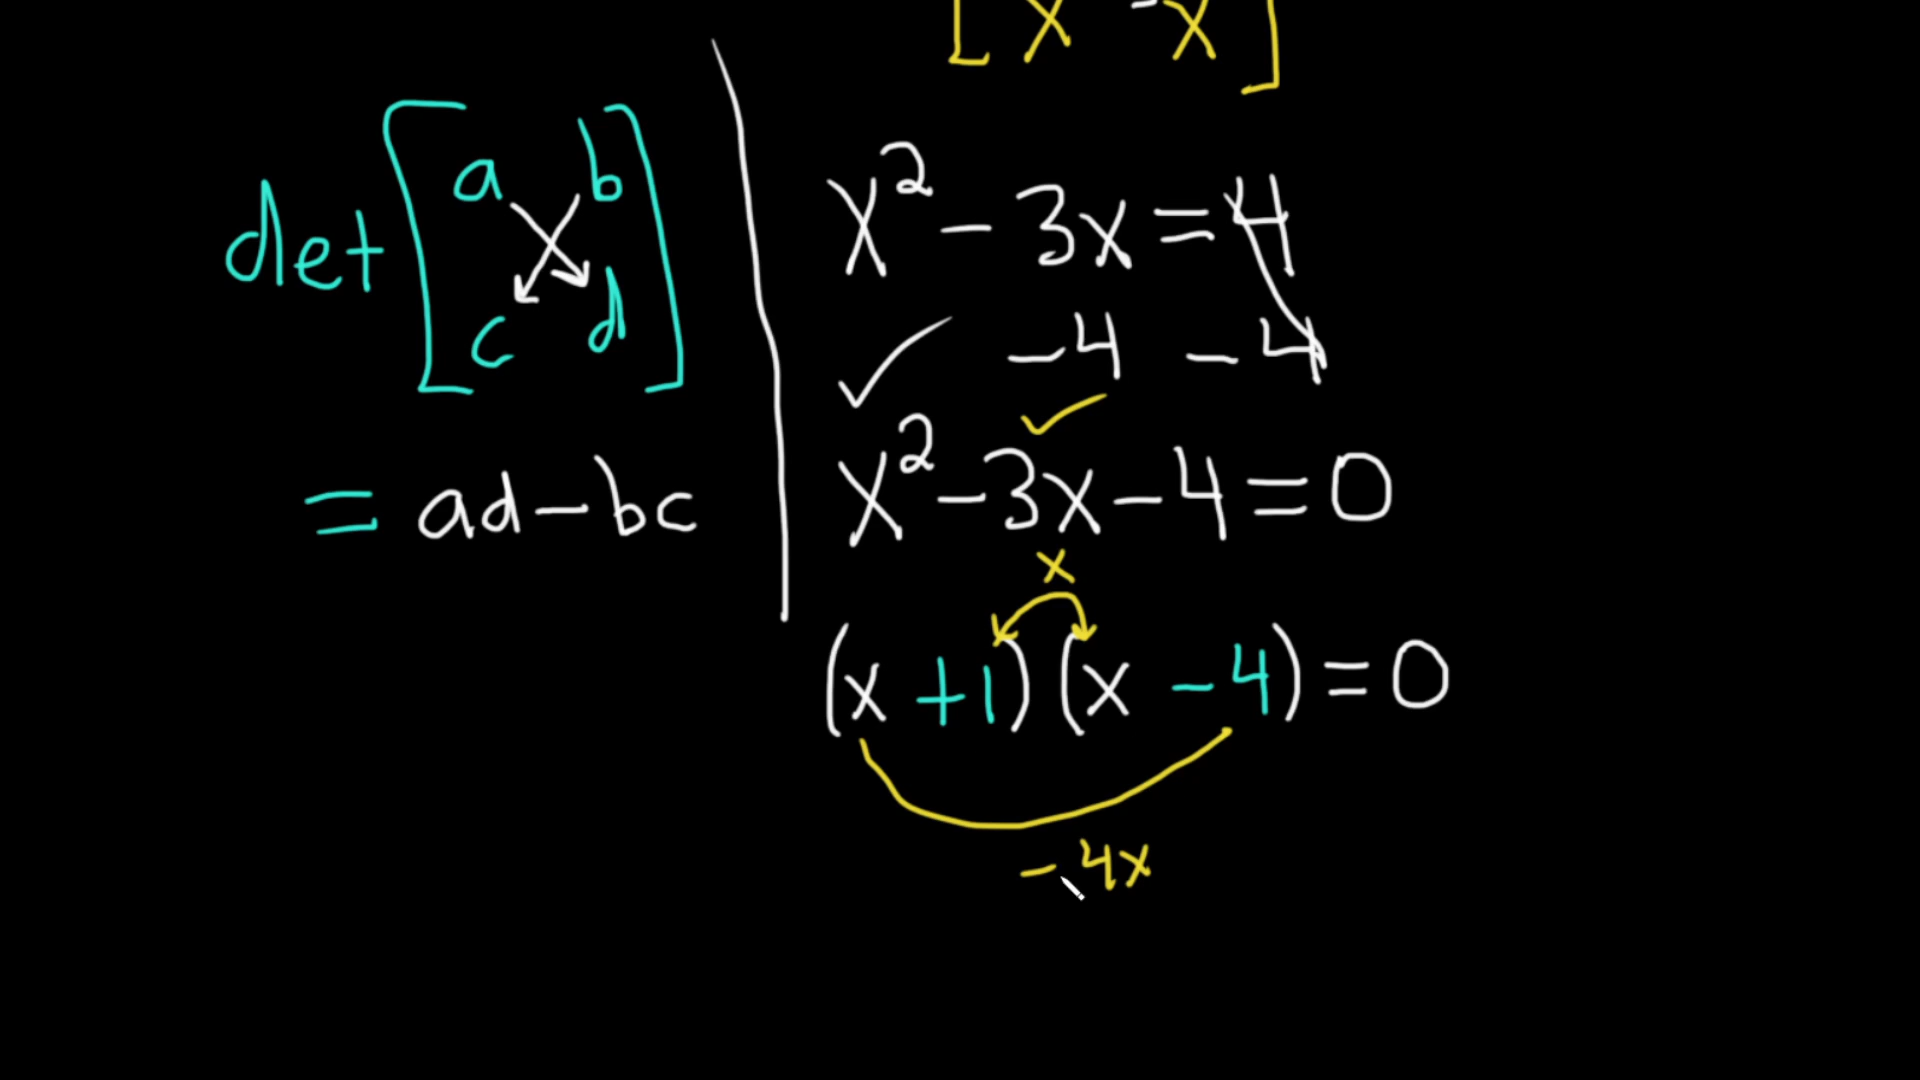 [ x x ]
det [ a b
c d ]
= ad - bc
x² - 3x = 4
- 4 - 4
x² - 3x - 4 = 0
x
(x + 1)(x - 4) = 0
- 4x